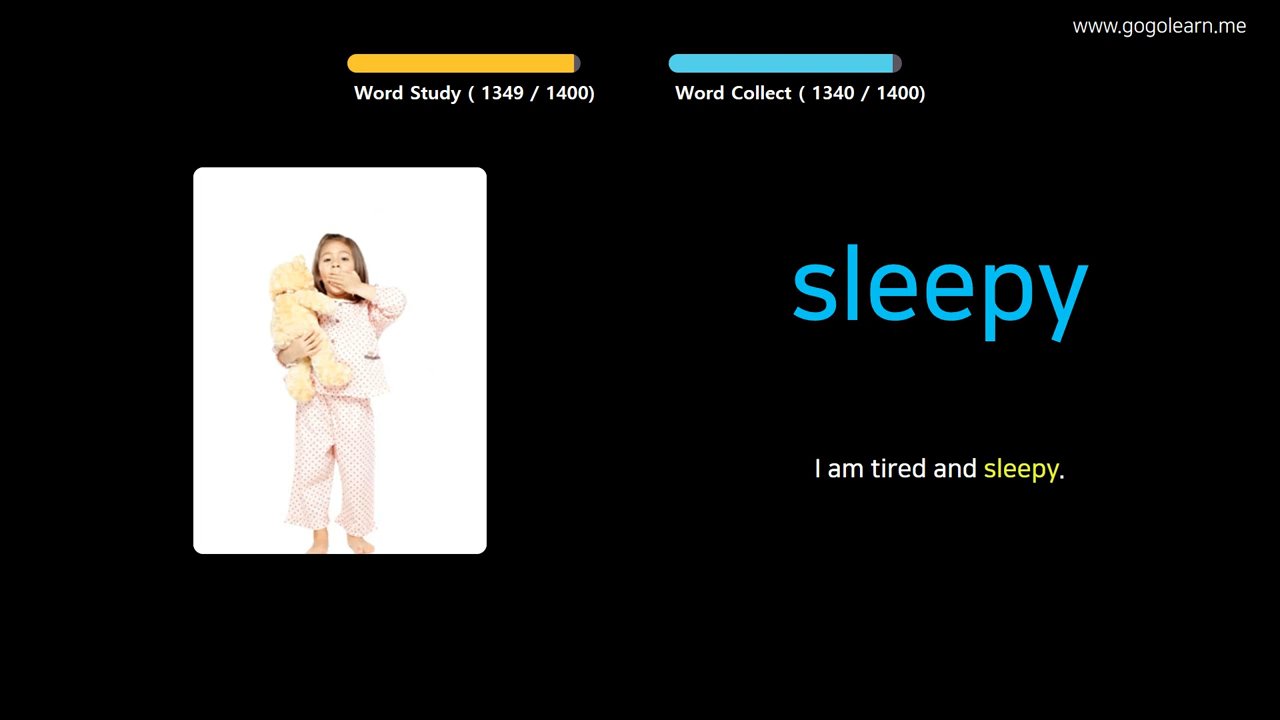 www.gogolearn.me
Word Study ( 1349 / 1400)
Word Collect ( 1340 / 1400)
sleepy
I am tired and sleepy.